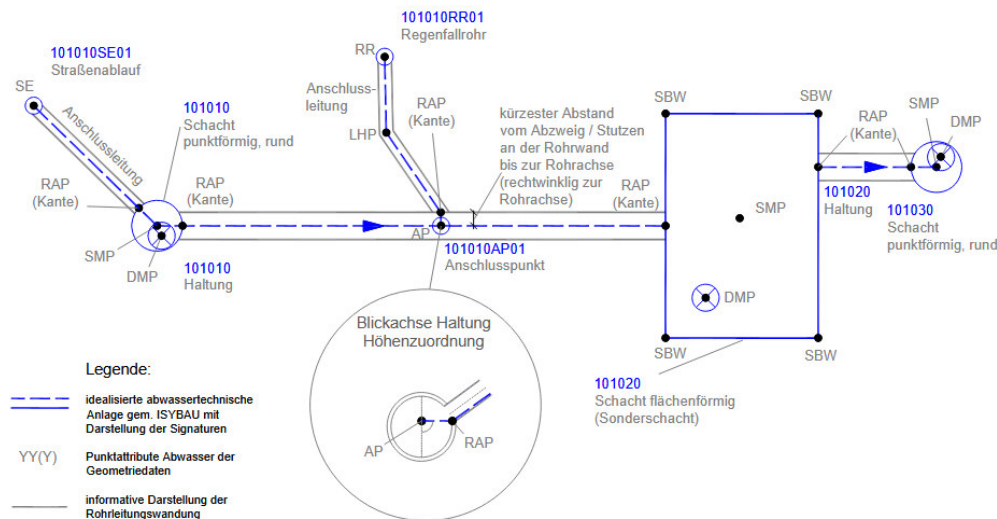 101010SE01
Straßenablauf
SE
Anschlussleitung
101010
Schacht
punktförmig, rund
RAP
(Kante)
RAP
(Kante)
SMP
DMP
101010
Haltung
101010RR01
Regenfallrohr
RR
Anschluss-
leitung
LHP
RAP
(Kante)
kürzester Abstand
vom Abzweig / Stutzen
an der Rohrwand
bis zur Rohrachse
(rechtwinklig zur
Rohrachse)
RAP
(Kante)
AP
101010AP01
Anschlusspunkt
SBW
SBW
SMP
DMP
SBW
SBW
101020
Schacht flächenförmig
(Sonderschacht)
RAP
(Kante)
SMP
DMP
101020
Haltung
101030
Schacht
punktförmig, rund
Blickachse Haltung
Höhenzuordnung
AP
RAP
Legende:
idealisierte abwassertechnische
Anlage gem. ISYBAU mit
Darstellung der Signaturen
YY(Y)
Punktattribute Abwasser der
Geometriedaten
informative Darstellung der
Rohrleitungswandung